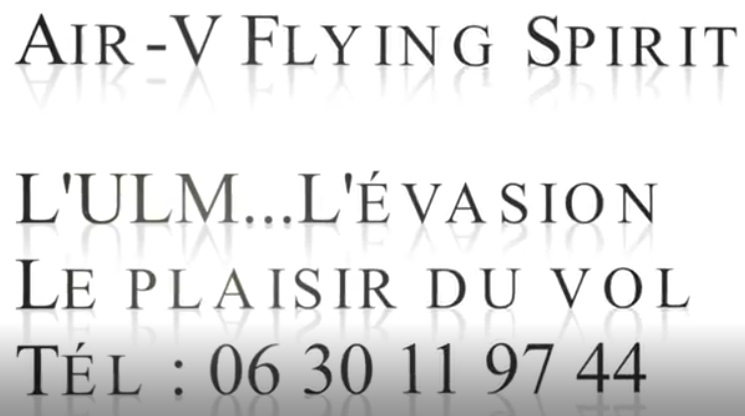 AIR-V FLYING SPIRIT
L'ULM...L'ÉVASION
LE PLAISIR DU VOL
TÉL : 06 30 11 97 44